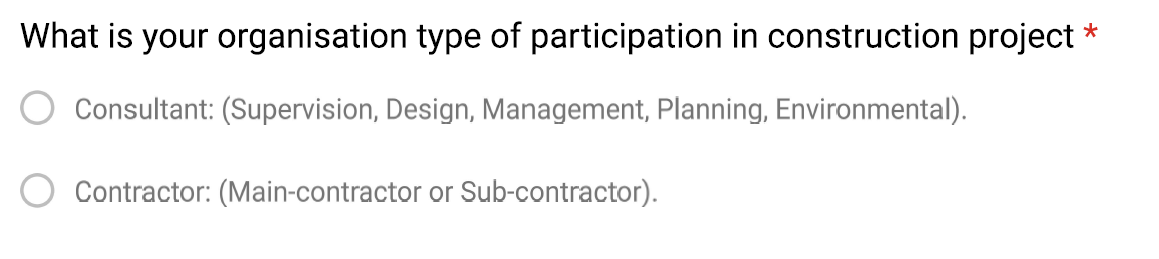 What is your organisation type of participation in construction project *
Consultant: (Supervision, Design, Management, Planning, Environmental).
Contractor: (Main-contractor or Sub-contractor).